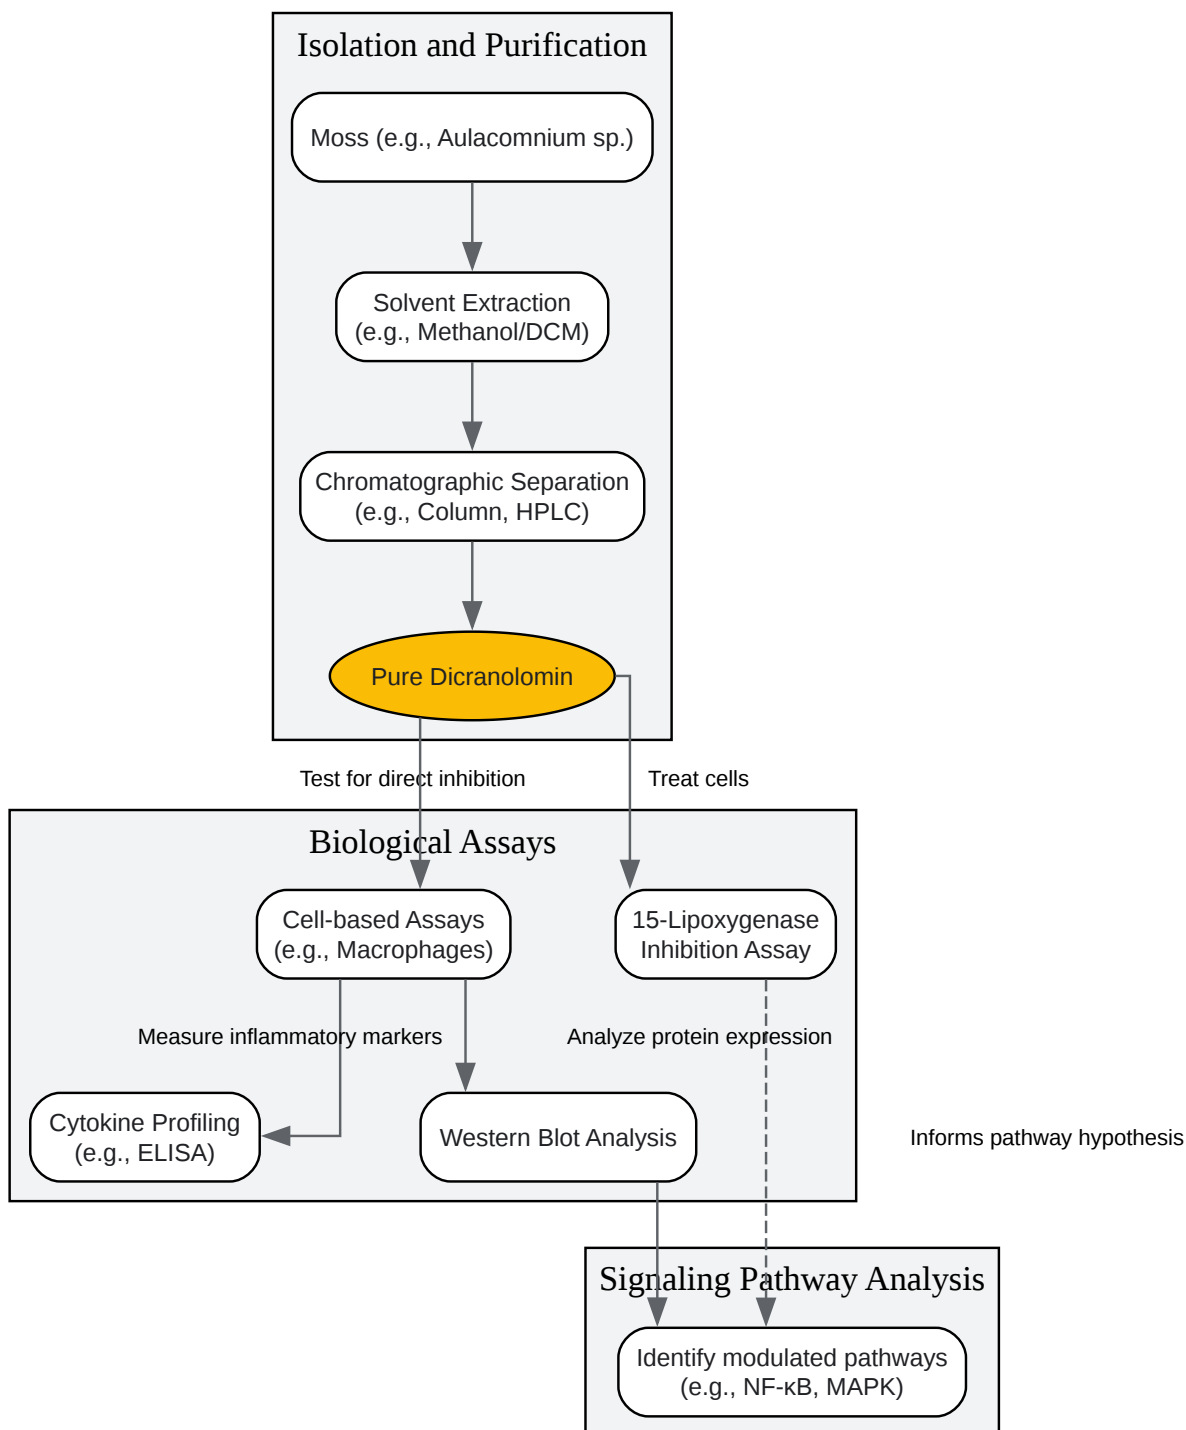 Isolation and Purification
Moss (e.g., Aulacomnium sp.)
Solvent Extraction
(e.g., Methanol/DCM)
Chromatographic Separation
(e.g., Column, HPLC)
Pure Dicranolomin
Test for direct inhibition
Treat cells
Biological Assays
Cell-based Assays
(e.g., Macrophages)
15-Lipoxygenase
Inhibition Assay
Measure inflammatory markers
Analyze protein expression
Cytokine Profiling
(e.g., ELISA)
Western Blot Analysis
Informs pathway hypothesis
Signaling Pathway Analysis
Identify modulated pathways
(e.g., NF-κB, MAPK)